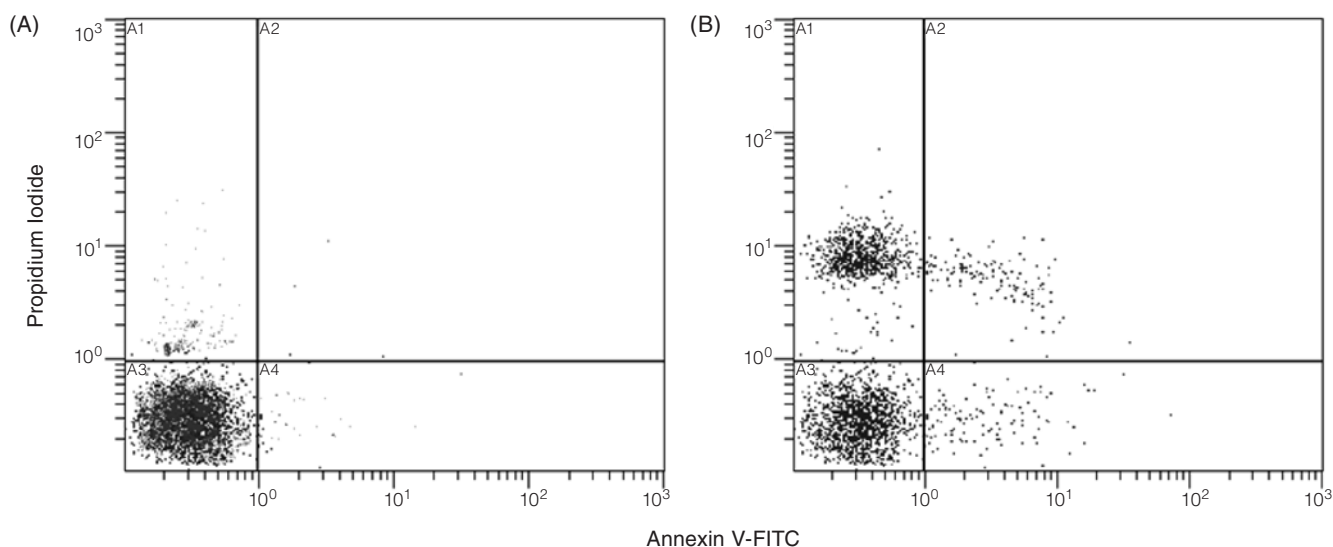 (A)
10³
A1
A2
10²
10¹
10⁰
A3
A4
10⁰
10¹
10²
10³
Propidium Iodide
(B)
10³
A1
A2
10²
10¹
10⁰
A3
A4
10⁰
10¹
10²
10³
Annexin V-FITC